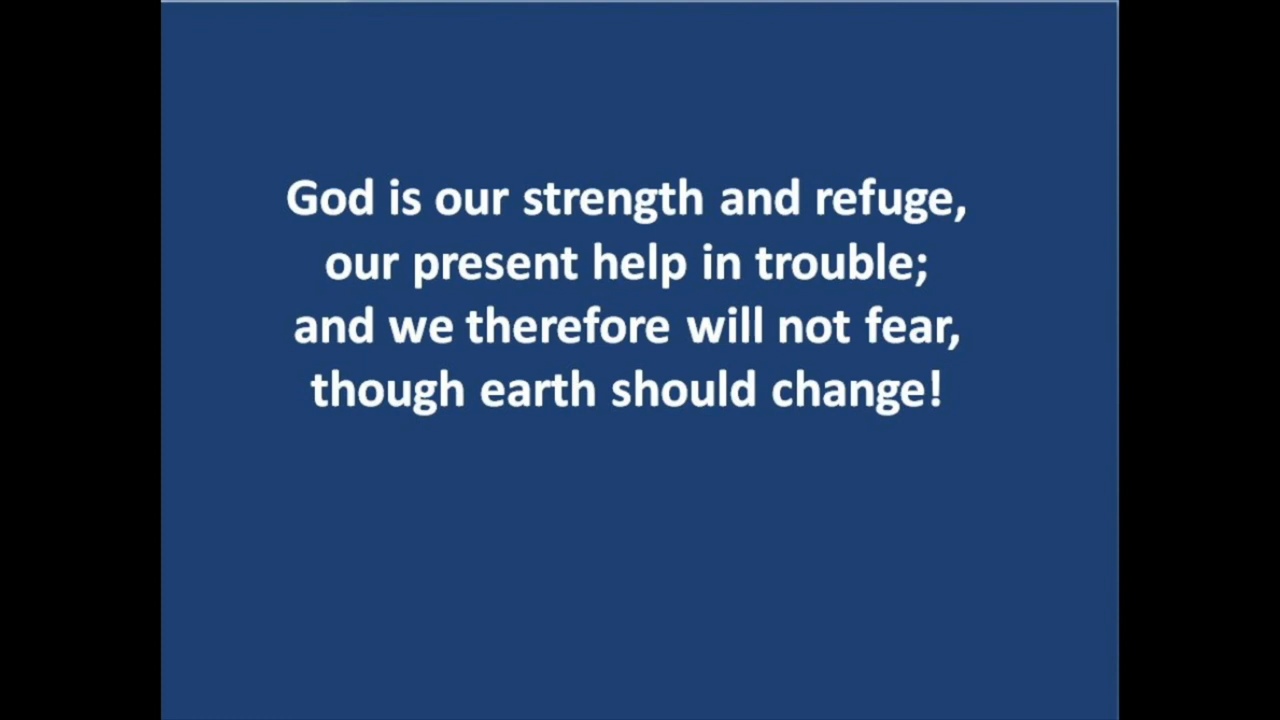 God is our strength and refuge,
our present help in trouble;
and we therefore will not fear,
though earth should change!